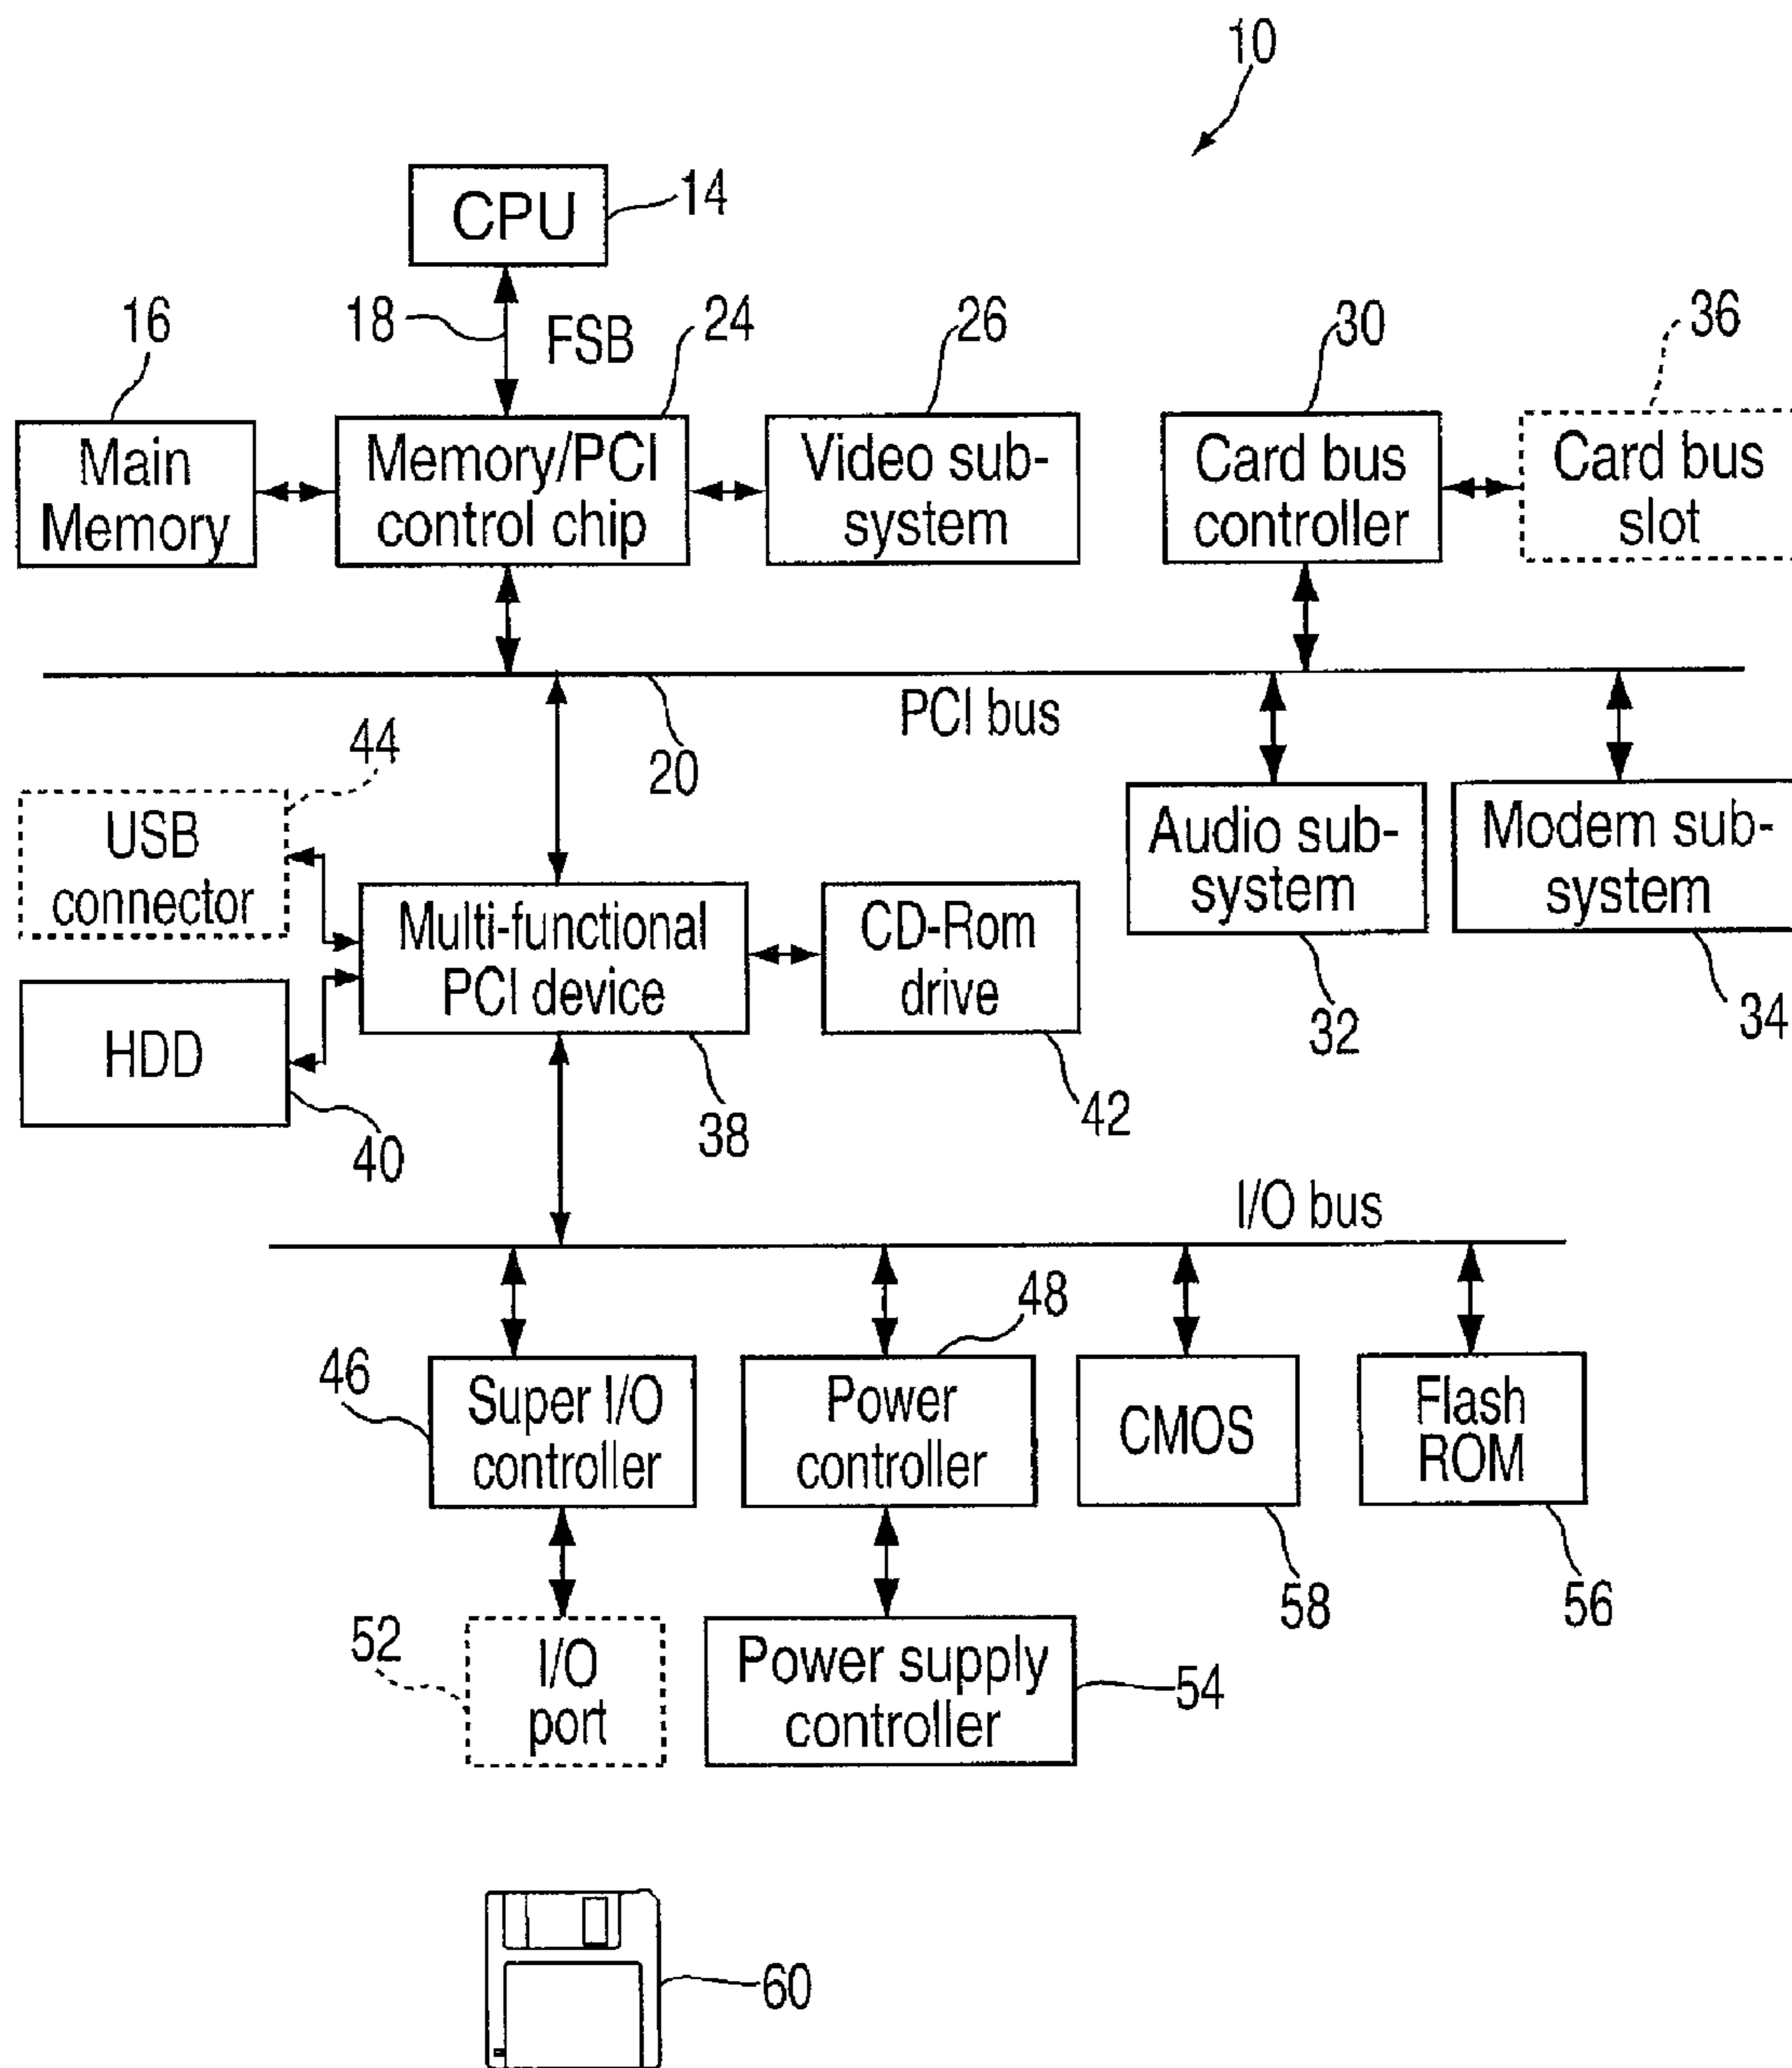 10
CPU
14
16
18
FSB
24
26
30
36
Main
Memory
Memory/PCI
control chip
Video sub-
system
Card bus
controller
Card bus
slot
PCI bus
20
44
USB
connector
Audio sub-
system
Modem sub-
system
Multi-functional
PCI device
CD-Rom
drive
32
34
HDD
40
38
42
I/O bus
48
46
Super I/O
controller
Power
controller
CMOS
Flash
ROM
58
56
52
I/O
port
Power supply
controller
54
60